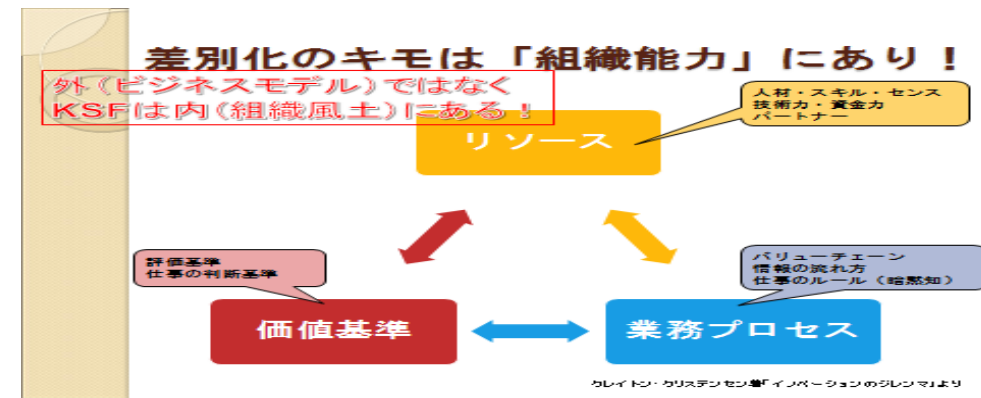 差別化のキモは「組織能力」にあり！
外（ビジネスモデル）ではなく
KSFは内（組織風土）にある！
人材・スキル・センス
技術力・資金力
パートナー
リソース
評価基準
仕事の判断基準
バリューチェーン
情報の流れ方
仕事のルール（暗黙知）
価値基準
業務プロセス
クレイトン・クリステンセン著「イノベーションのジレンマ」より